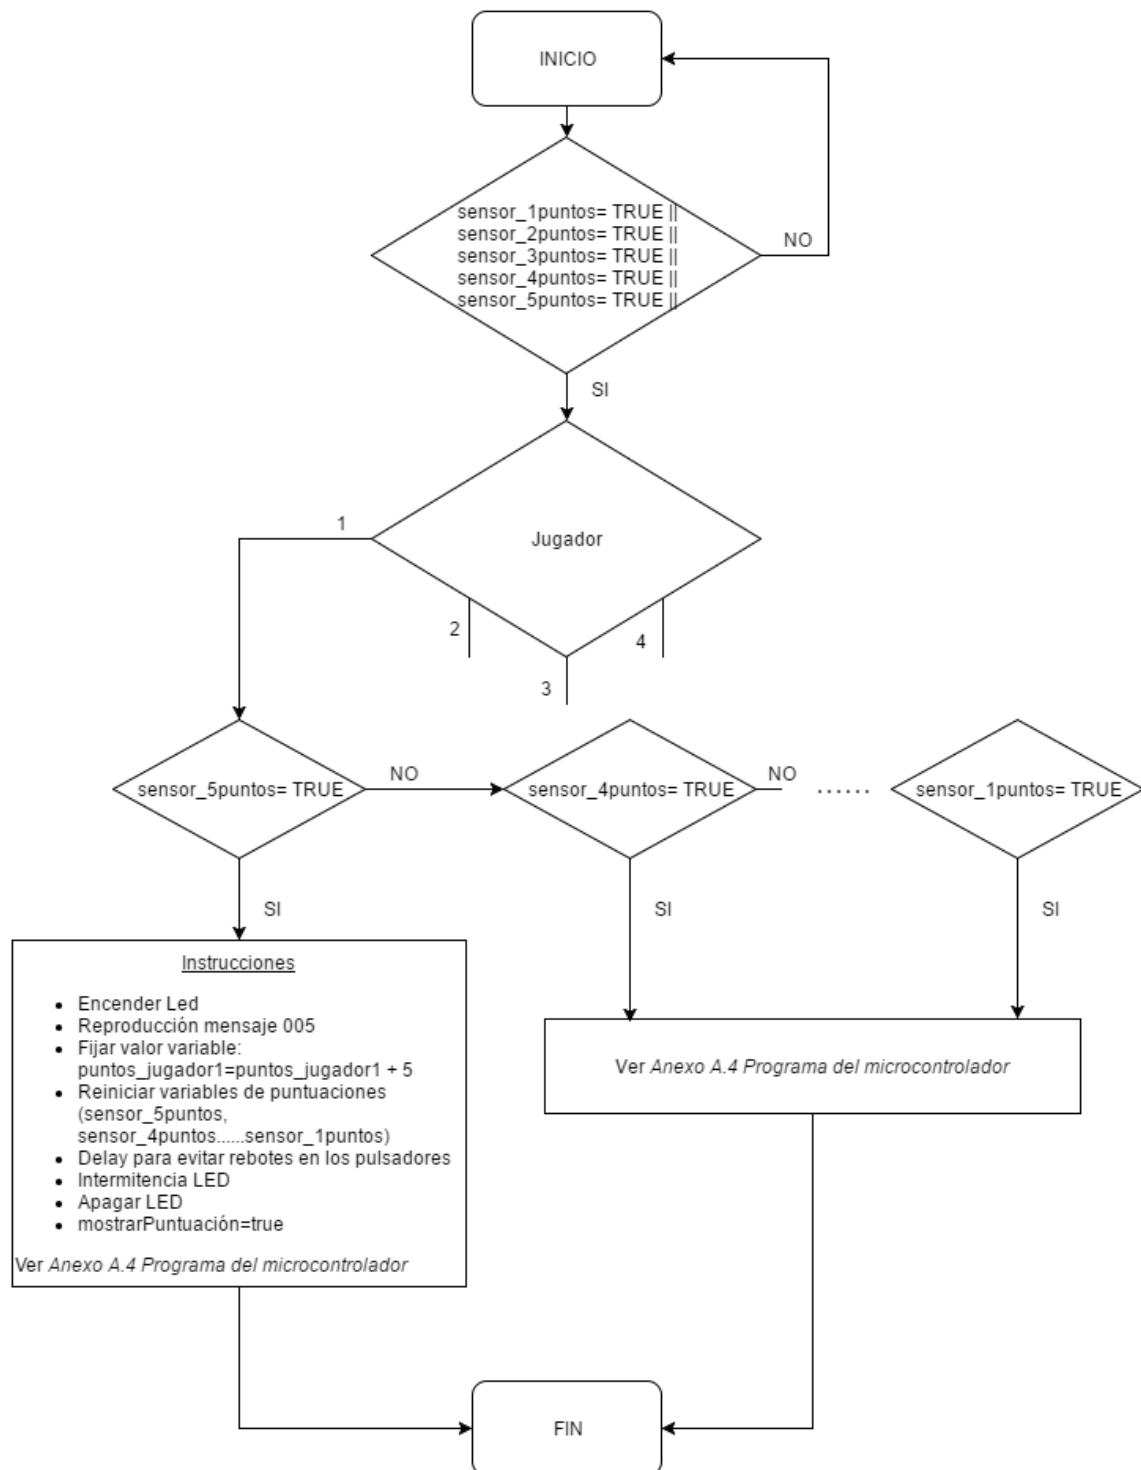 INICIO
sensor_1puntos= TRUE ||
sensor_2puntos= TRUE ||
sensor_3puntos= TRUE ||
sensor_4puntos= TRUE ||
sensor_5puntos= TRUE ||
NO
SI
Jugador
1
2
3
4
sensor_5puntos= TRUE
NO
sensor_4puntos= TRUE
NO
......
sensor_1puntos= TRUE
SI
SI
SI
Instrucciones
• Encender Led
• Reproducción mensaje 005
• Fijar valor variable:
puntos_jugador1=puntos_jugador1 + 5
• Reiniciar variables de puntuaciones
(sensor_5puntos,
sensor_4puntos......sensor_1puntos)
• Delay para evitar rebotes en los pulsadores
• Intermitencia LED
• Apagar LED
• mostrarPuntuación=true
Ver Anexo A.4 Programa del microcontrolador
Ver Anexo A.4 Programa del microcontrolador
FIN